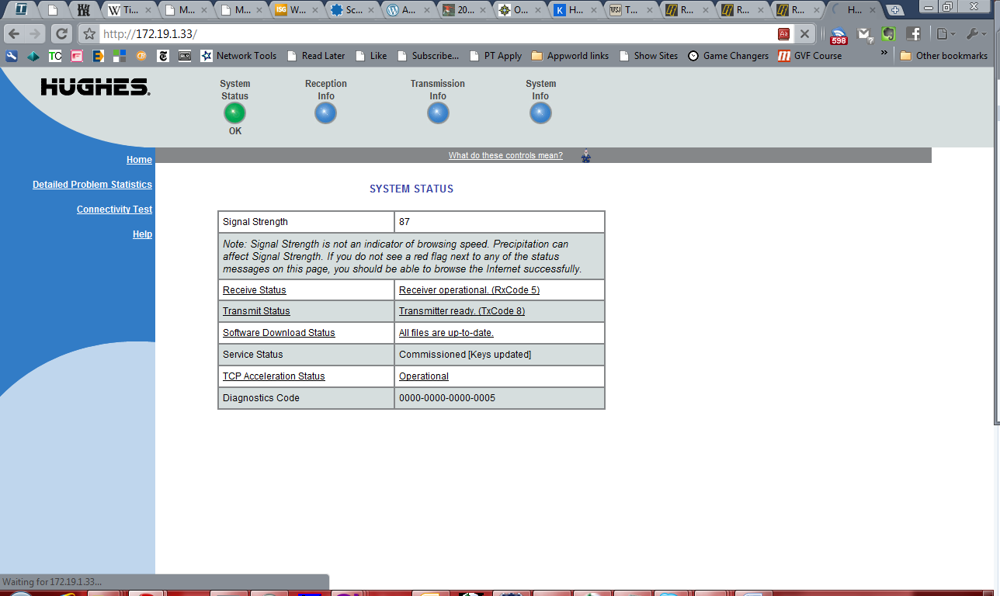 Ti...
M...
M...
ISG
W...
Sc...
A...
20...
O...
K
H...
WSJ
T...
R...
R...
R...
H...
http://172.19.1.33/
598
TC
Network Tools
Read Later
Like
Subscribe...
PT Apply
Appworld links
Show Sites
Game Changers
GVF Course
»
Other bookmarks
HUGHES.
System
Status
OK
Reception
Info
Transmission
Info
System
Info
What do these controls mean?
Home
Detailed Problem Statistics
Connectivity Test
Help
SYSTEM STATUS
Signal Strength 87
Note: Signal Strength is not an indicator of browsing speed. Precipitation can
affect Signal Strength. If you do not see a red flag next to any of the status
messages on this page, you should be able to browse the Internet successfully.
Receive Status Receiver operational. (RxCode 5)
Transmit Status Transmitter ready. (TxCode 8)
Software Download Status All files are up-to-date.
Service Status Commissioned [Keys updated]
TCP Acceleration Status Operational
Diagnostics Code 0000-0000-0000-0005
Waiting for 172.19.1.33...